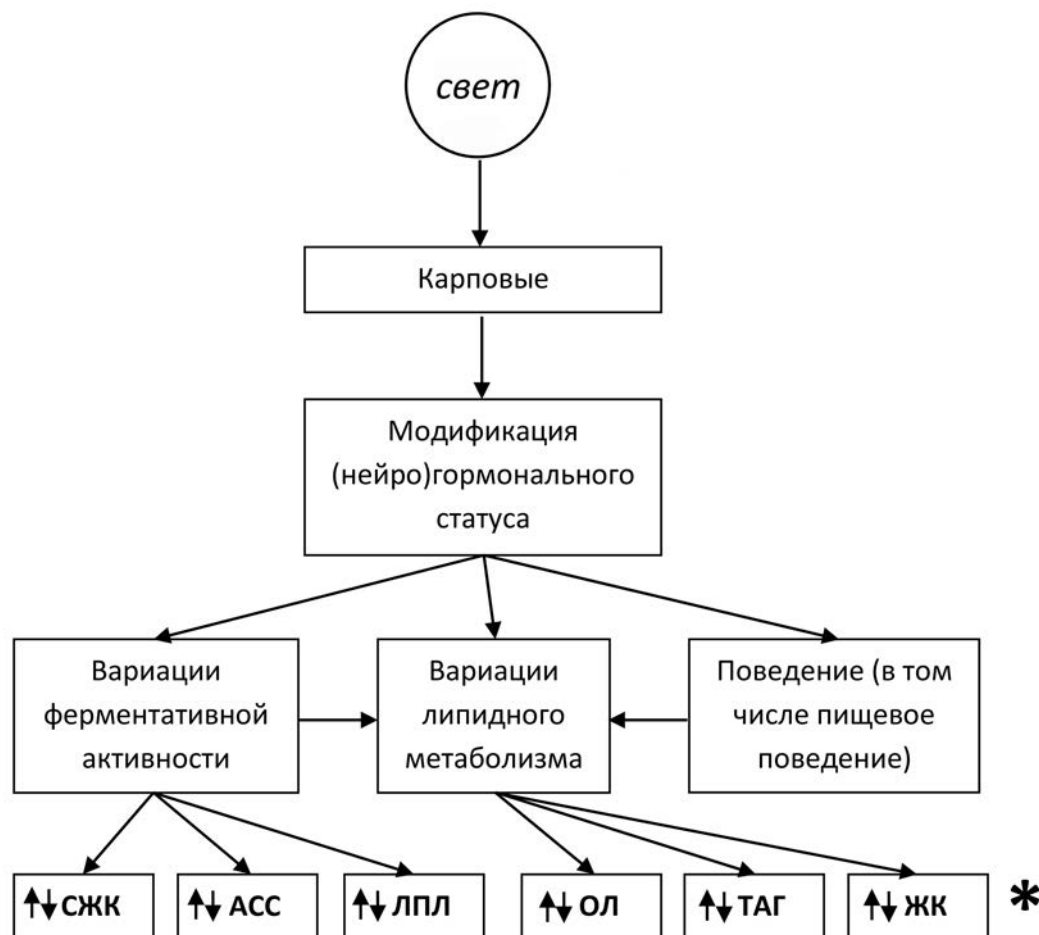 свет
Карповые
Модификация
(нейро)гормонального
статуса
Вариации
ферментативной
активности
Вариации
липидного
метаболизма
Поведение (в том
числе пищевое
поведение)
↑↓ СЖК
↑↓ АСС
↑↓ ЛПЛ
↑↓ ОЛ
↑↓ ТАГ
↑↓ ЖК
*